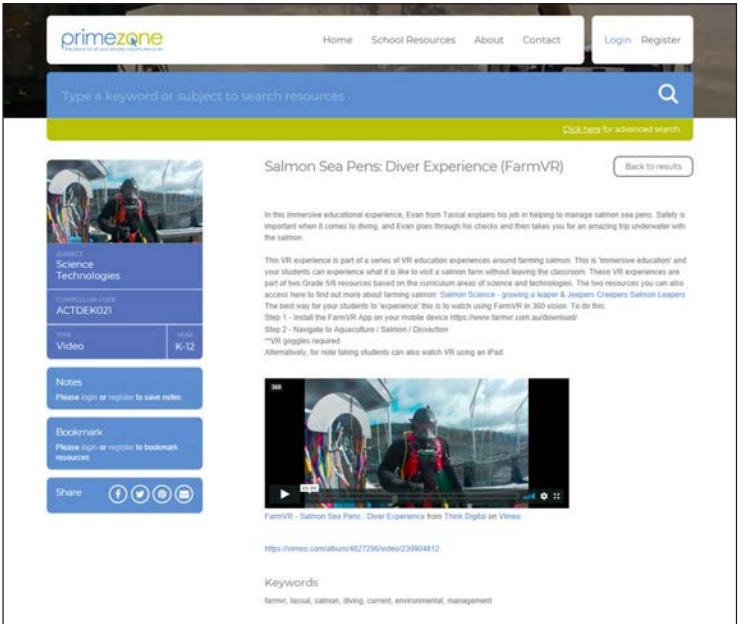 primezone
the place for all your primary industry resources
Home School Resources About Contact
Login Register
Type a keyword or subject to search resources
Click here for advanced search
SUBJECT
Science
Technologies
CURRICULUM CODE
ACTDEK021
TYPE
Video
YEAR
K-12
Notes
Please login or register to save notes
Bookmark
Please login or register to bookmark
resources
Share
Salmon Sea Pens: Diver Experience (FarmVR)
Back to results
In this immersive educational experience, Evan from Tassal explains his job in helping to manage salmon sea pens. Safety is
important when it comes to diving, and Evan goes through his checks and then takes you for an amazing trip underwater with
the salmon.
This VR experience is part of a series of VR education experiences around farming salmon. This is 'immersive education' and
your students can experience what it is like to visit a salmon farm without leaving the classroom. These VR experiences are
part of two Grade 5/6 resources based on the curriculum areas of science and technologies. The two resources you can also
access here to find out more about farming salmon: Salmon Science - growing a leaper & Jeepers Creepers Salmon Leapers
The best way for your students to 'experience' this is to watch using FarmVR in 360 vision. To do this:
Step 1 - Install the FarmVR App on your mobile device https://www.farmvr.com.au/download/
Step 2 - Navigate to Aquaculture / Salmon / Dissection
**VR goggles required
Alternatively, for note taking students can also watch VR using an iPad.
360
FarmVR - Salmon Sea Pens : Diver Experience from Think Digital on Vimeo.
https://vimeo.com/album/4827296/video/239904812
Keywords
farmvr, tassal, salmon, diving, current, environmental, management